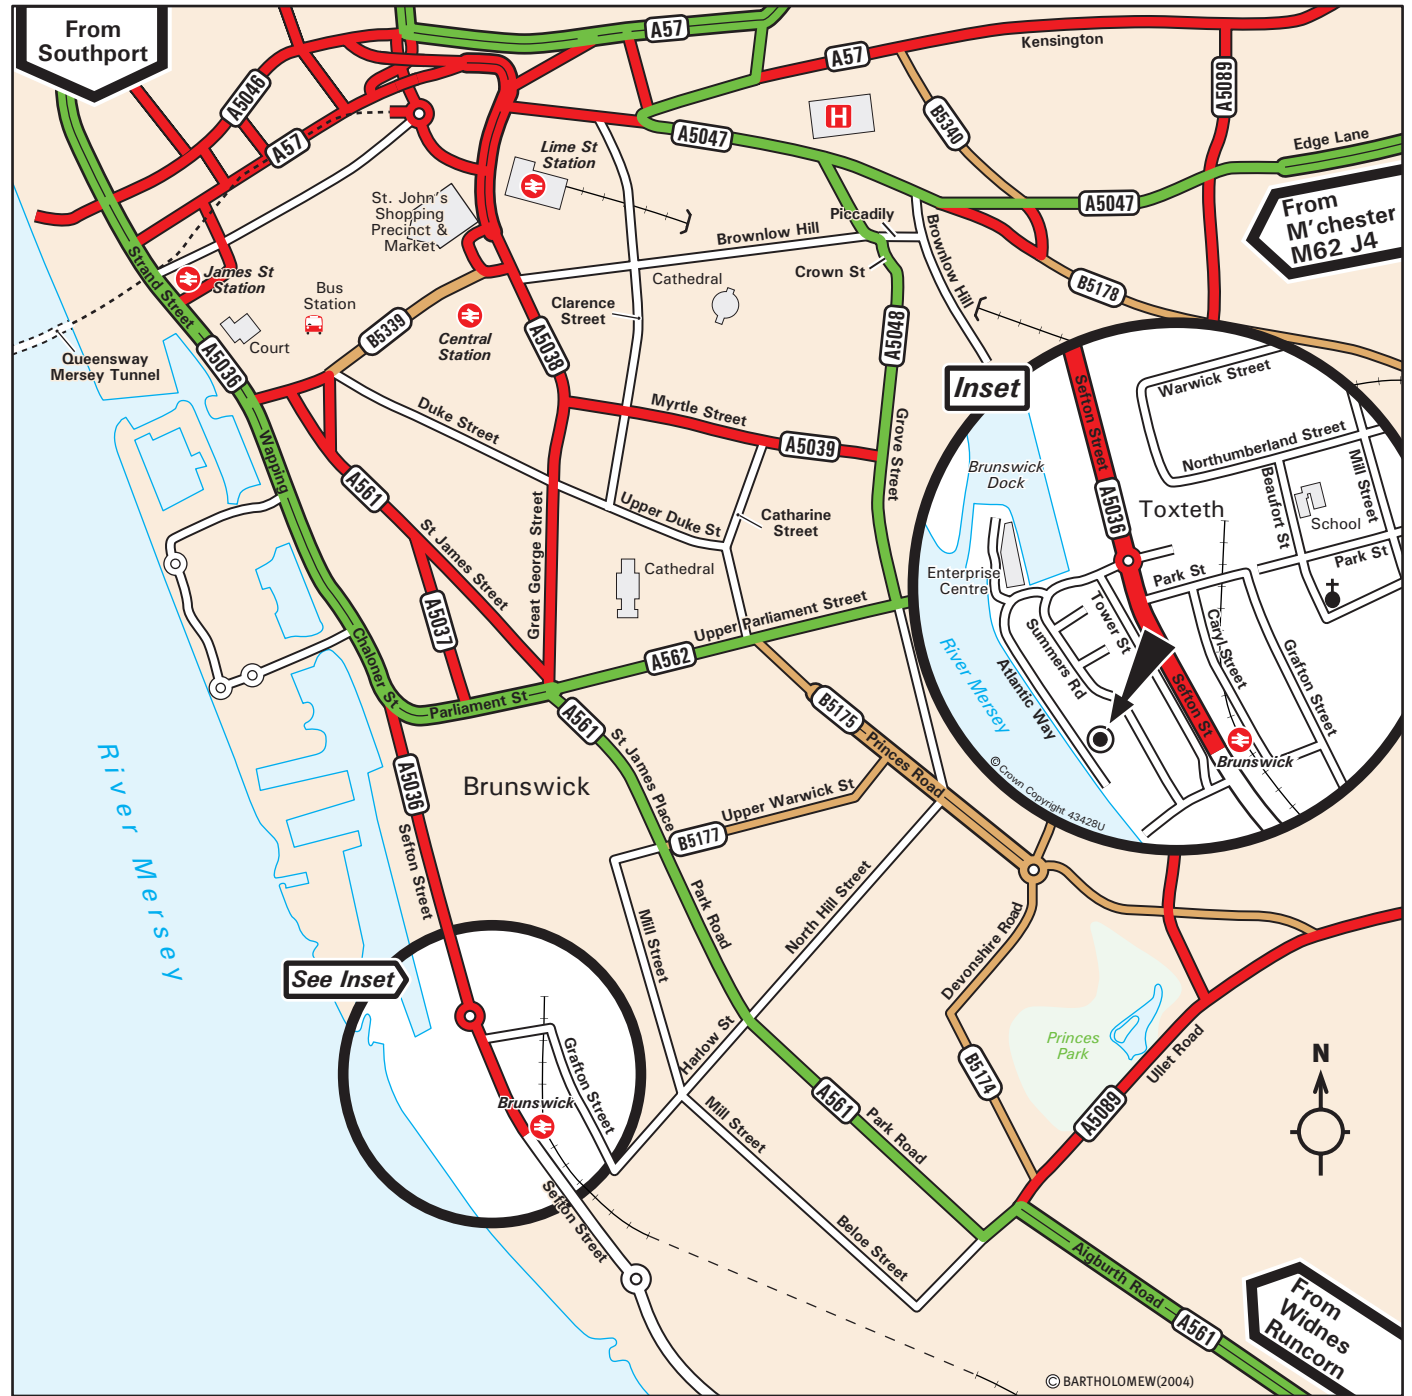 From
Southport
A5046
A57
A57
A57
Kensington
A5089
B5340
A5047
Edge Lane
A5047
From
M'chester
M62 J4
H
Lime St
Station
St. John's
Shopping
Precinct &
Market
Piccadily
Brownlow Hill
Brownlow Hill
Crown St
Cathedral
B5178
James St
Station
Strand Street
Bus
Station
Court
B5339
Central
Station
Clarence
Street
A5038
A5048
Queensway
Mersey Tunnel
A5036
Wapping
Duke Street
Myrtle Street
A5039
Grove Street
A561
St James Street
Great George Street
Upper Duke St
Catharine
Street
Cathedral
A5037
Chaloner St
Parliament St
A562
Upper Parliament Street
A561
St James Place
B5175
Princes Road
Inset
Sefton Street
A5036
Warwick Street
Northumberland Street
Brunswick
Dock
Toxteth
Beaufort St
Mill Street
School
Park St
Park St
Enterprise
Centre
Tower St
Summers Rd
Atlantic Way
River Mersey
Caryl Street
Grafton Street
Sefton St
Brunswick
© Crown Copyright 43428U
River Mersey
A5036
Brunswick
Sefton Street
B5177
Upper Warwick St
Park Road
Mill Street
North Hill Street
Devonshire Road
See Inset
Harlow St
Grafton Street
Brunswick
Sefton Street
Mill Street
A561
Park Road
B5174
Princes
Park
Ullet Road
A5089
N
Beloe Street
Aigburth Road
A561
From
Widnes
Runcorn
© BARTHOLOMEW(2004)